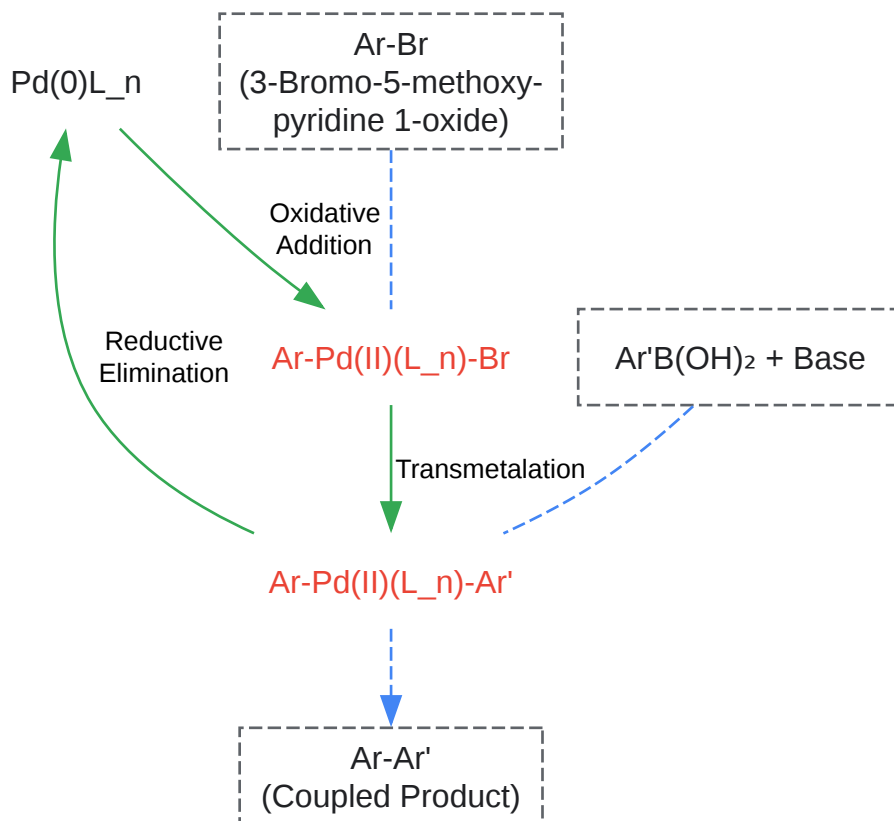 Ar-Br
(3-Bromo-5-methoxy-
pyridine 1-oxide)
Pd(0)L_n
Oxidative
Addition
Reductive
Elimination
Ar-Pd(II)(L_n)-Br
Ar'B(OH)₂ + Base
Transmetalation
Ar-Pd(II)(L_n)-Ar'
Ar-Ar'
(Coupled Product)